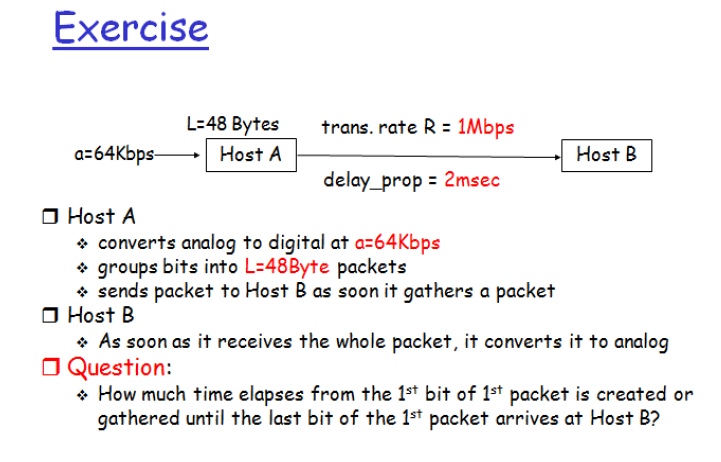 Exercise
L=48 Bytes
trans. rate R = 1Mbps
a=64Kbps
Host A
Host B
delay_prop = 2msec
❒ Host A
❖ converts analog to digital at a=64Kbps
❖ groups bits into L=48Byte packets
❖ sends packet to Host B as soon it gathers a packet
❒ Host B
❖ As soon as it receives the whole packet, it converts it to analog
❒ Question:
❖ How much time elapses from the 1st bit of 1st packet is created or
gathered until the last bit of the 1st packet arrives at Host B?